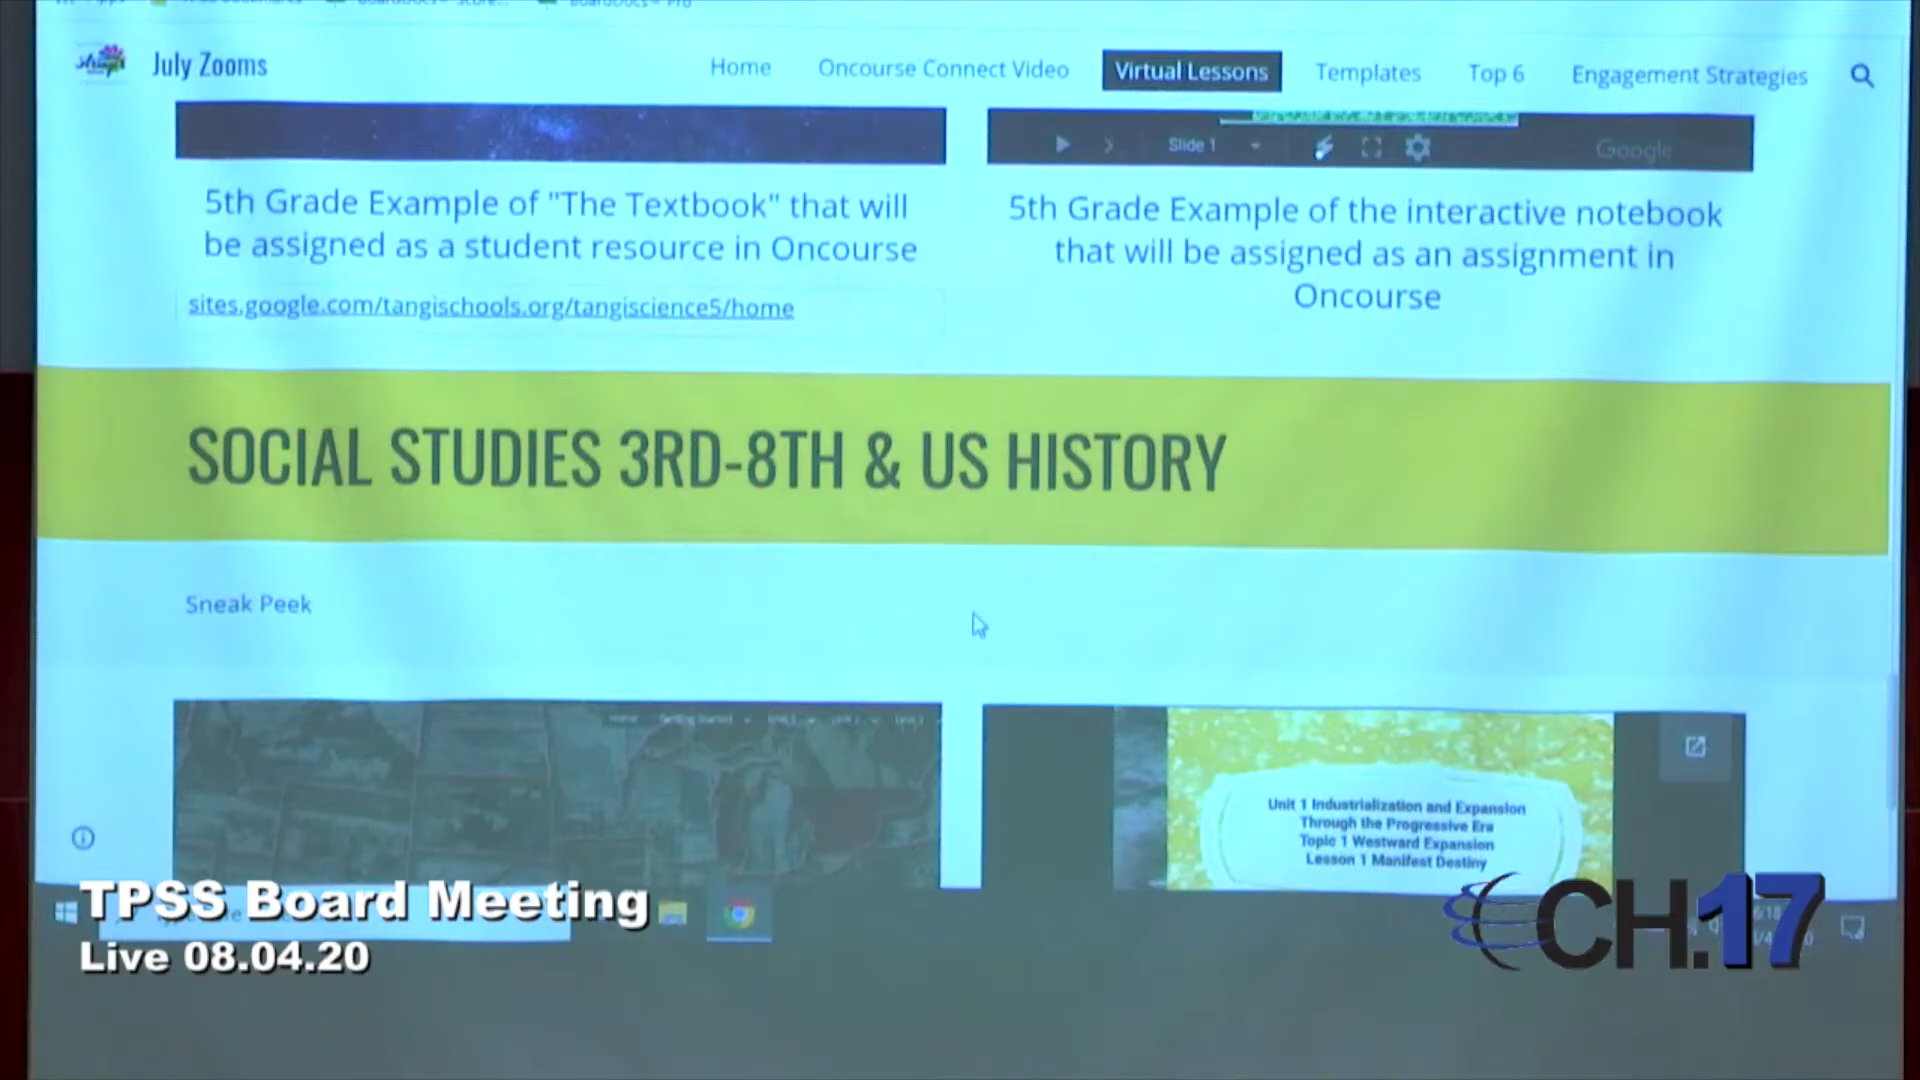 July Zooms
Home
Oncourse Connect Video
Virtual Lessons
Templates
Top 6
Engagement Strategies
Slide 1
Google
5th Grade Example of "The Textbook" that will
be assigned as a student resource in Oncourse
sites.google.com/tangischools.org/tangiscience5/home
5th Grade Example of the interactive notebook
that will be assigned as an assignment in
Oncourse
SOCIAL STUDIES 3RD-8TH & US HISTORY
Sneak Peek
Home Getting Started
Unit 1 Industrialization and Expansion
Through the Progressive Era
Topic 1 Westward Expansion
Lesson 1 Manifest Destiny
TPSS Board Meeting
Live 08.04.20
CH.17